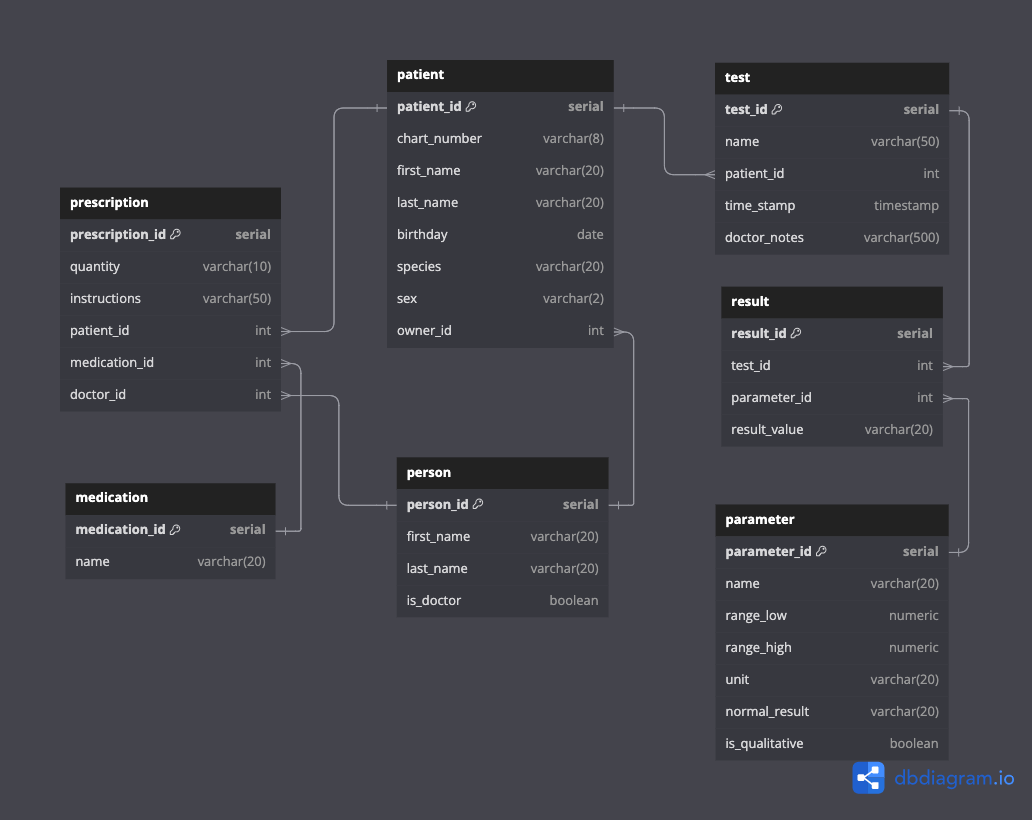 patient
patient_id serial
chart_number varchar(8)
first_name varchar(20)
last_name varchar(20)
birthday date
species varchar(20)
sex varchar(2)
owner_id int
test
test_id serial
name varchar(50)
patient_id int
time_stamp timestamp
doctor_notes varchar(500)
prescription
prescription_id serial
quantity varchar(10)
instructions varchar(50)
patient_id int
medication_id int
doctor_id int
result
result_id serial
test_id int
parameter_id int
result_value varchar(20)
medication
medication_id serial
name varchar(20)
person
person_id serial
first_name varchar(20)
last_name varchar(20)
is_doctor boolean
parameter
parameter_id serial
name varchar(20)
range_low numeric
range_high numeric
unit varchar(20)
normal_result varchar(20)
is_qualitative boolean
dbdiagram.io